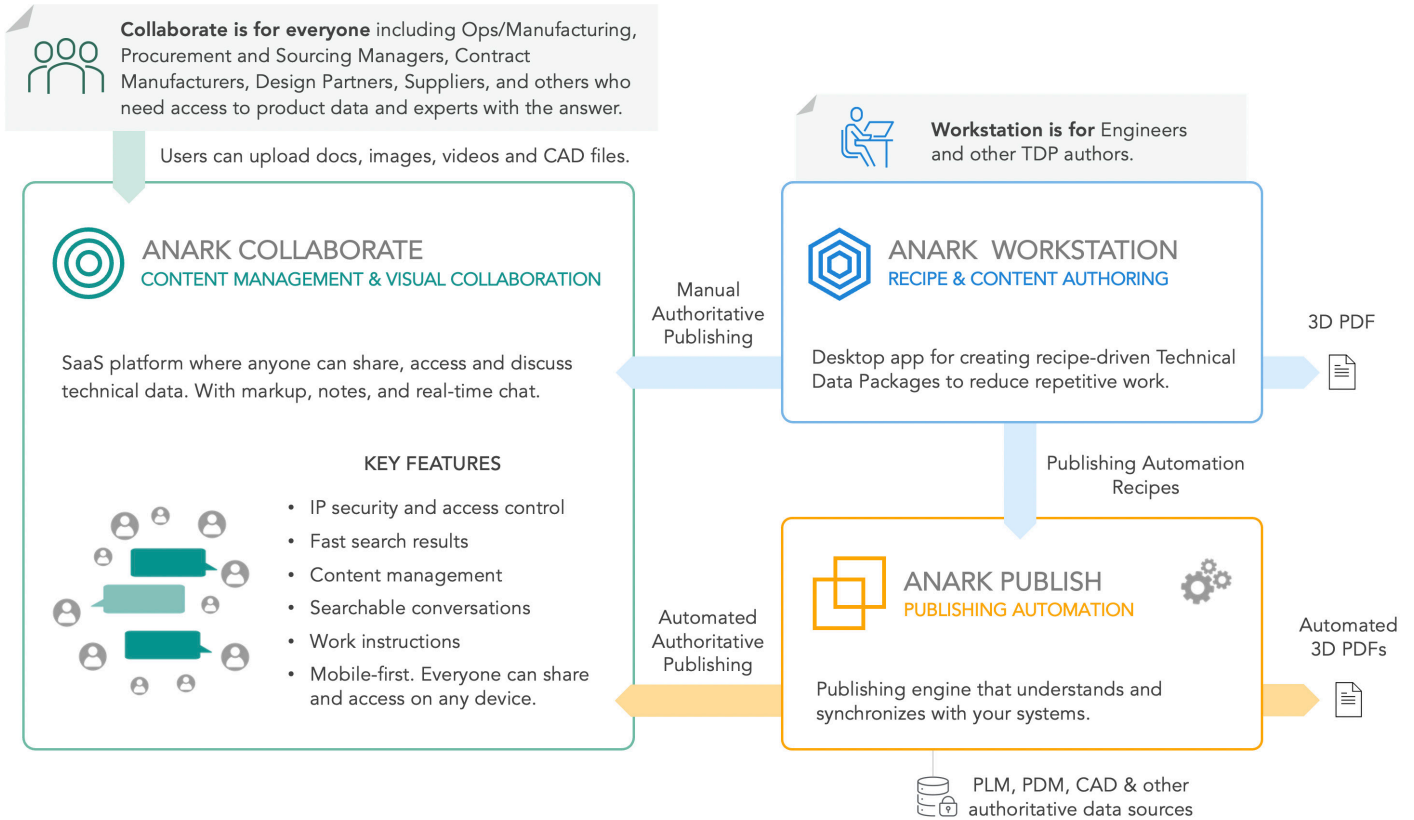 Collaborate is for everyone including Ops/Manufacturing,
Procurement and Sourcing Managers, Contract
Manufacturers, Design Partners, Suppliers, and others who
need access to product data and experts with the answer.
Users can upload docs, images, videos and CAD files.
Workstation is for Engineers
and other TDP authors.
ANARK COLLABORATE
CONTENT MANAGEMENT & VISUAL COLLABORATION
SaaS platform where anyone can share, access and discuss
technical data. With markup, notes, and real-time chat.
KEY FEATURES
• IP security and access control
• Fast search results
• Content management
• Searchable conversations
• Work instructions
• Mobile-first. Everyone can share
and access on any device.
Manual
Authoritative
Publishing
ANARK WORKSTATION
RECIPE & CONTENT AUTHORING
Desktop app for creating recipe-driven Technical
Data Packages to reduce repetitive work.
3D PDF
Publishing Automation
Recipes
Automated
Authoritative
Publishing
ANARK PUBLISH
PUBLISHING AUTOMATION
Publishing engine that understands and
synchronizes with your systems.
Automated
3D PDFs
PLM, PDM, CAD & other
authoritative data sources